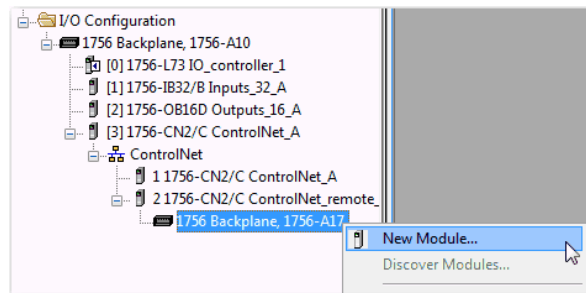 I/O Configuration
1756 Backplane, 1756-A10
[0] 1756-L73 IO_controller_1
[1] 1756-IB32/B Inputs_32_A
[2] 1756-OB16D Outputs_16_A
[3] 1756-CN2/C ControlNet_A
ControlNet
1 1756-CN2/C ControlNet_A
2 1756-CN2/C ControlNet_remote_
1756 Backplane, 1756-A17
New Module...
Discover Modules...